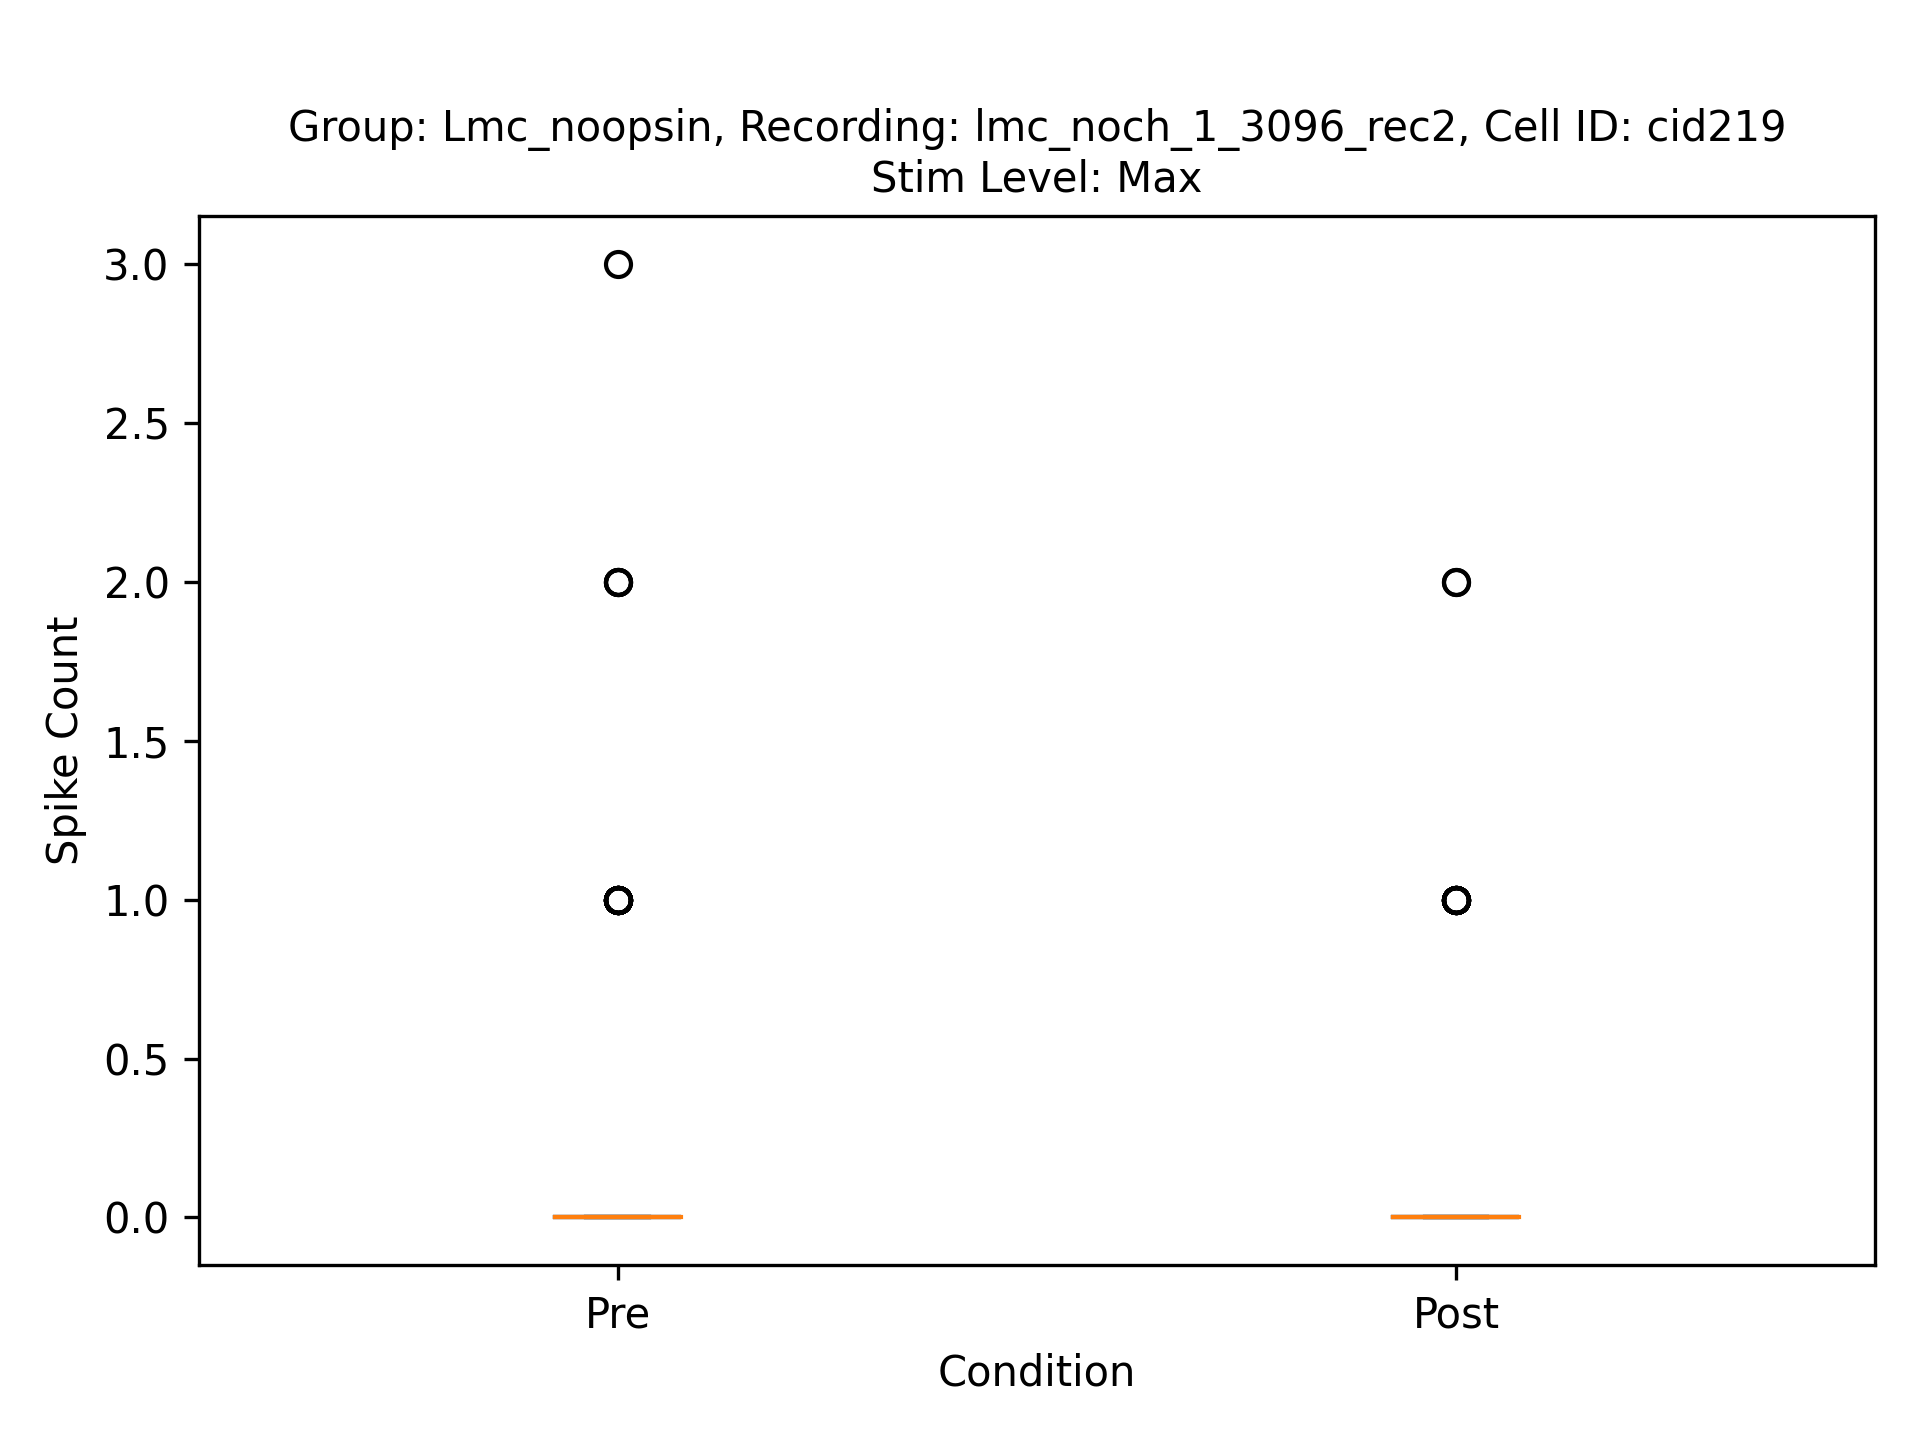 Group: Lmc_noopsin, Recording: lmc_noch_1_3096_rec2, Cell ID: cid219
Stim Level: Max
3.0
2.5
2.0
1.5
1.0
0.5
0.0
Spike Count
Pre
Post
Condition